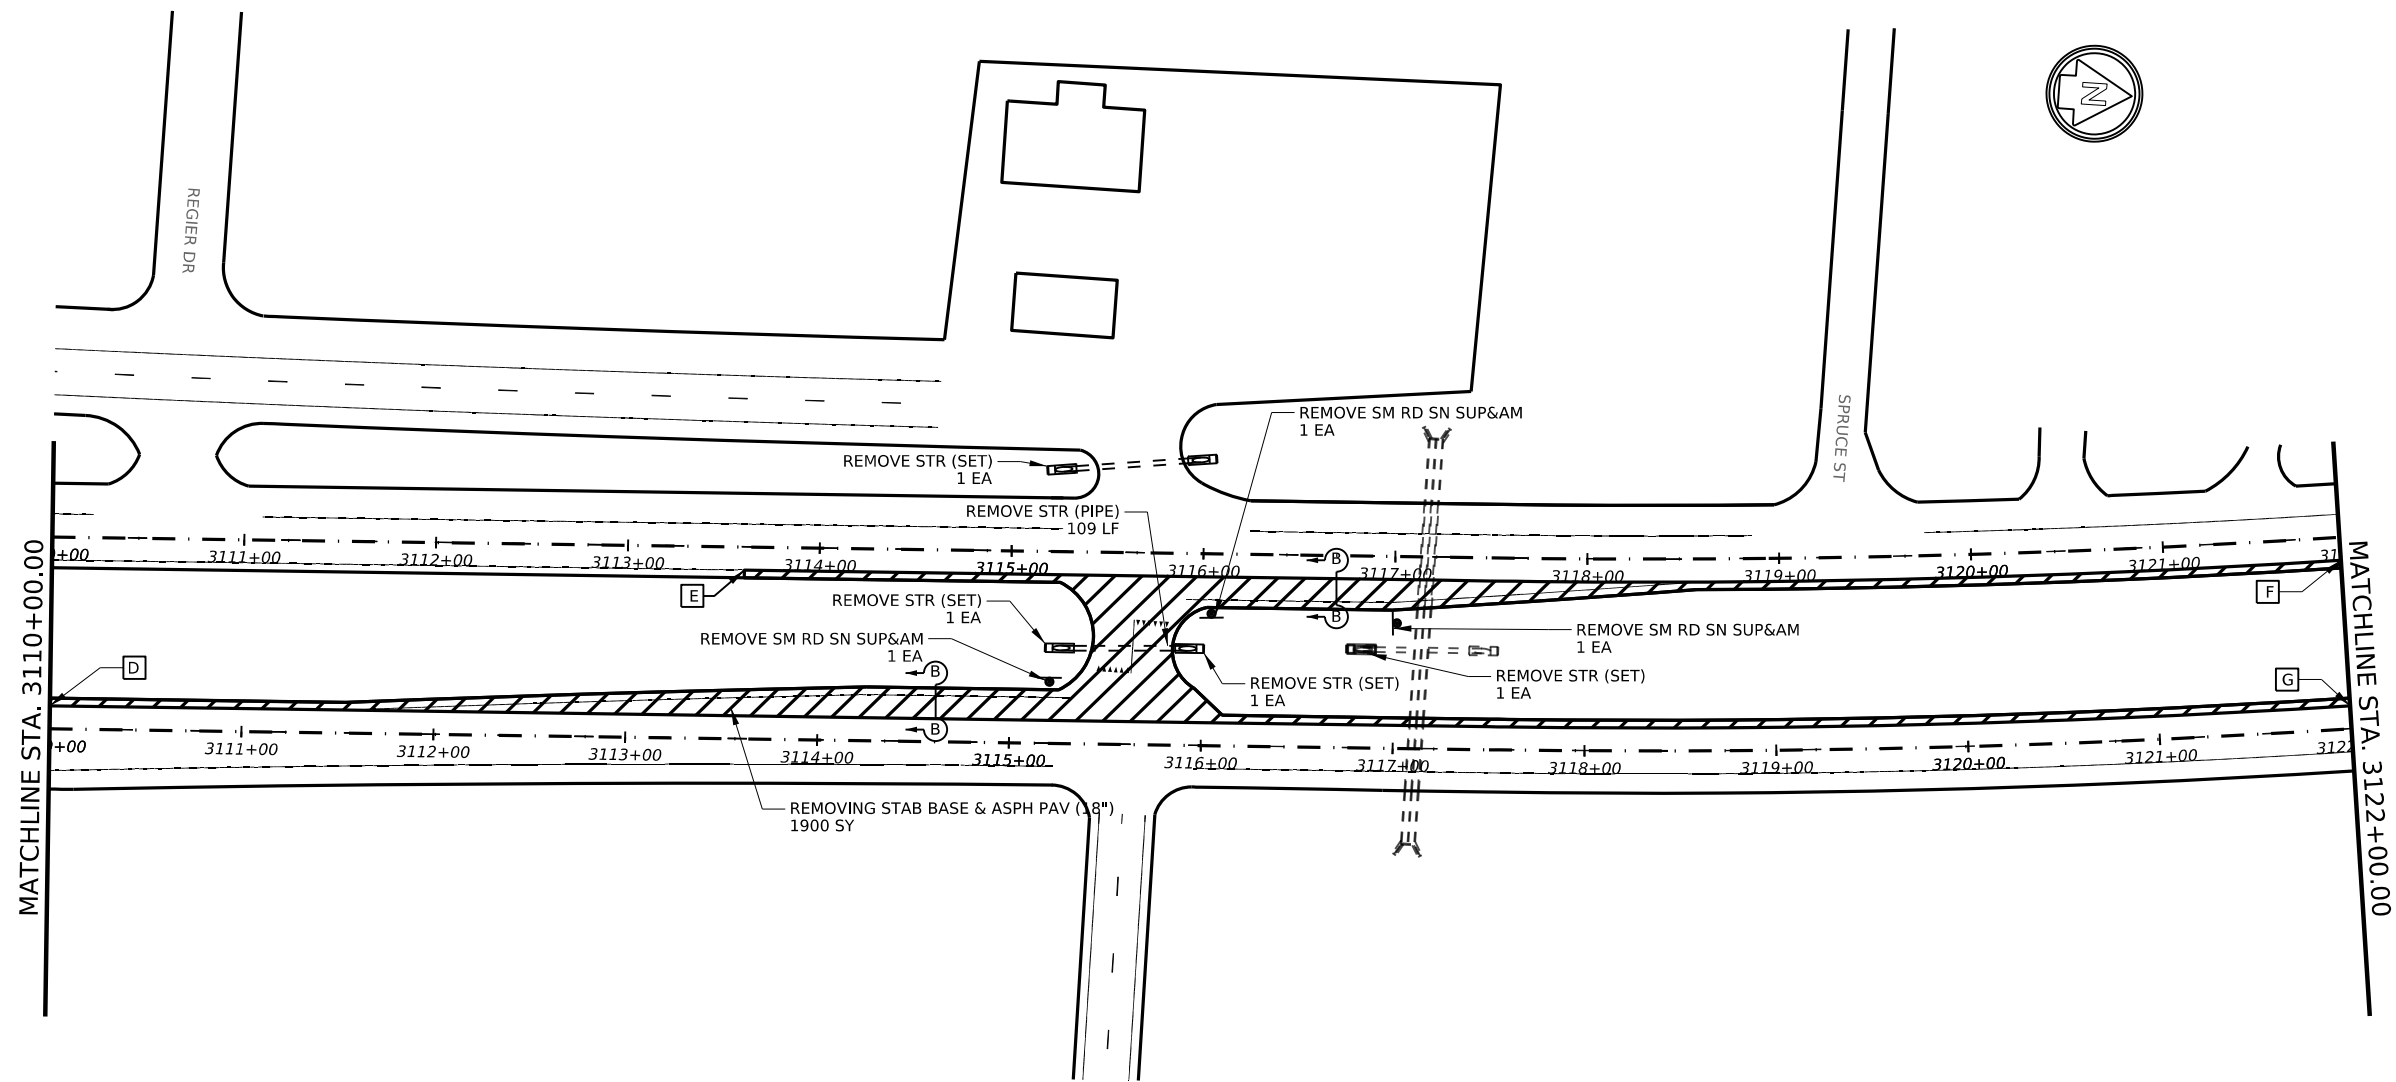 REGIER DR
SPRUCE ST
N
REMOVE SM RD SN SUP&AM
1 EA
REMOVE STR (SET)
1 EA
REMOVE STR (PIPE)
109 LF
+00
3111+00
3112+00
3113+00
3114+00
3115+00
3116+00
3117+00
3118+00
3119+00
3120+00
3121+00
31
B
B
E
F
REMOVE STR (SET)
1 EA
REMOVE SM RD SN SUP&AM
1 EA
REMOVE SM RD SN SUP&AM
1 EA
REMOVE STR (SET)
1 EA
REMOVE STR (SET)
1 EA
D
G
B
B
+00
3111+00
3112+00
3113+00
3114+00
3115+00
3116+00
3117+00
3118+00
3119+00
3120+00
3121+00
3122
REMOVING STAB BASE & ASPH PAV (18")
1900 SY
MATCHLINE STA. 3110+00.00
MATCHLINE STA. 3122+00.00